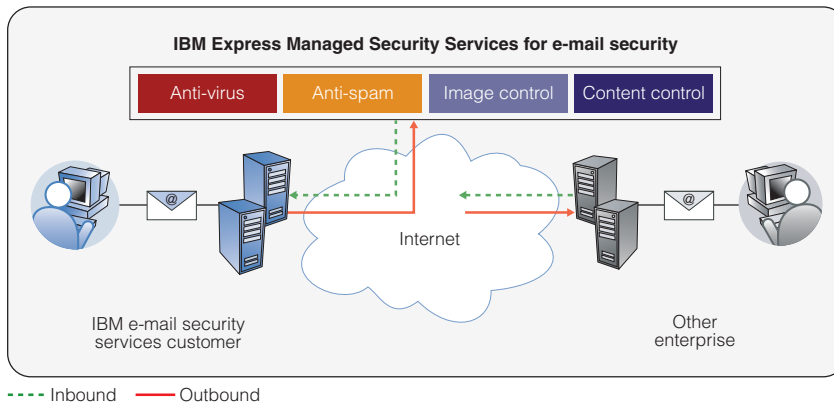 IBM Express Managed Security Services for e-mail security
Anti-virus
Anti-spam
Image control
Content control
@
@
Internet
IBM e-mail security
services customer
Other
enterprise
Inbound
Outbound